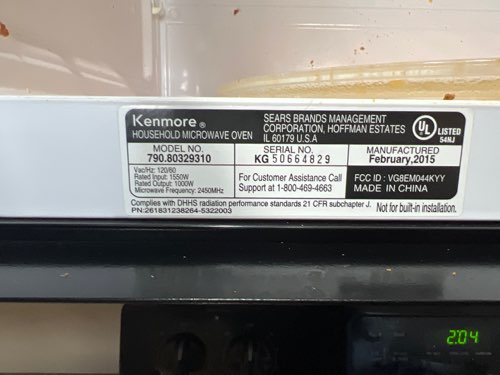 Kenmore ®
HOUSEHOLD MICROWAVE OVEN
SEARS BRANDS MANAGEMENT
CORPORATION, HOFFMAN ESTATES
IL 60179 U.S.A
UL LISTED
54NJ
MODEL NO.
790.80329310
SERIAL NO.
KG 50664829
MANUFACTURED
February,2015
Vac/Hz: 120/60
Rated Input: 1550W
Rated Output: 1000W
Microwave Frequency: 2450MHz
For Customer Assistance Call
Support at 1-800-469-4663
FCC ID : VG8EM044KYY
MADE IN CHINA
Complies with DHHS radiation performance standards 21 CFR subchapter J.
Not for built-in installation.
PN:261831238264-5322003
2:04